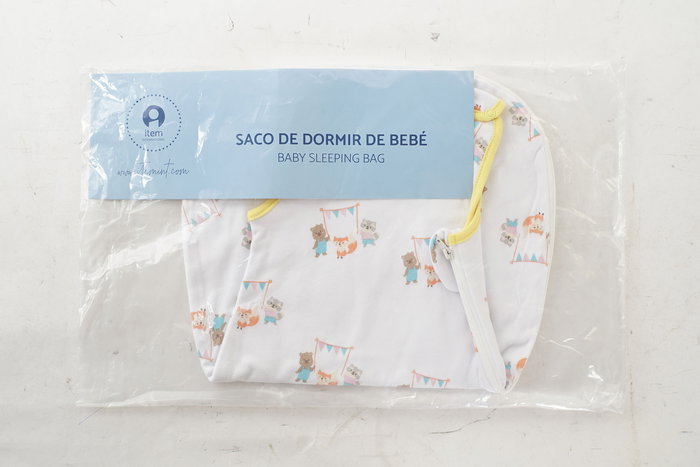 item
SACO DE DORMIR DE BEBÉ
BABY SLEEPING BAG